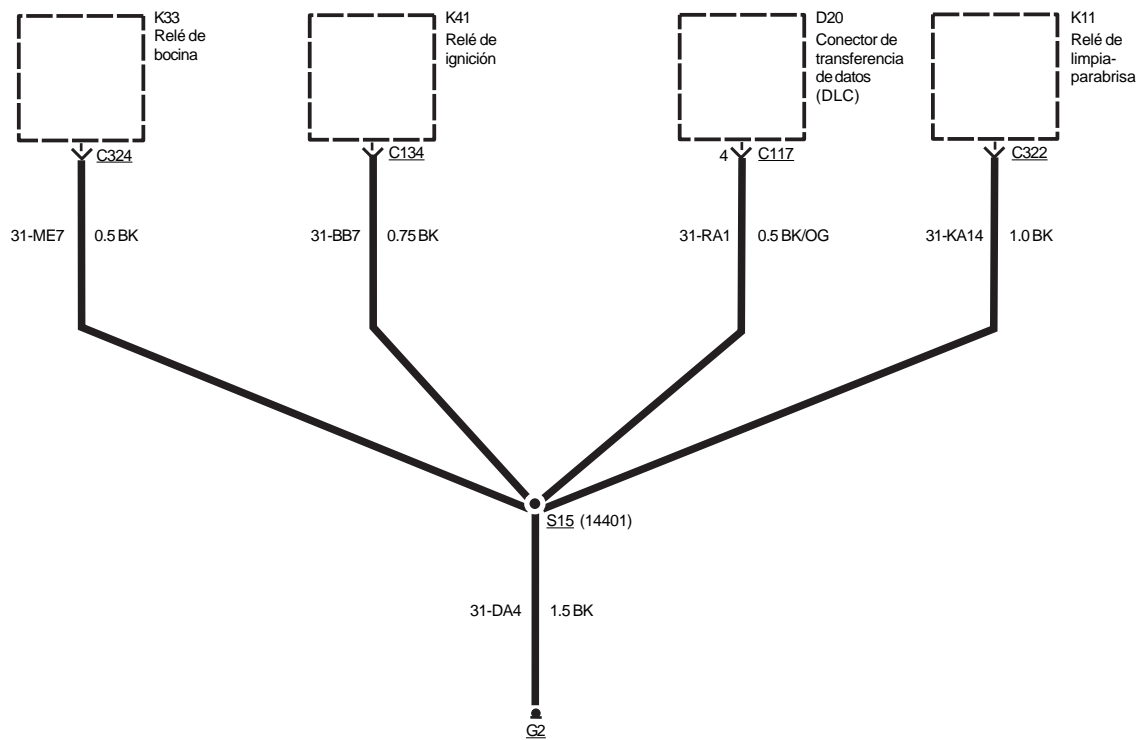 K33
Relé de
bocina
K41
Relé de
ignición
D20
Conector de
transferencia
de datos
(DLC)
K11
Relé de
limpia-
parabrisa
C324
C134
4 C117
C322
31-ME7 0.5 BK
31-BB7 0.75 BK
31-RA1 0.5 BK/OG
31-KA14 1.0 BK
S15 (14401)
31-DA4 1.5 BK
G2